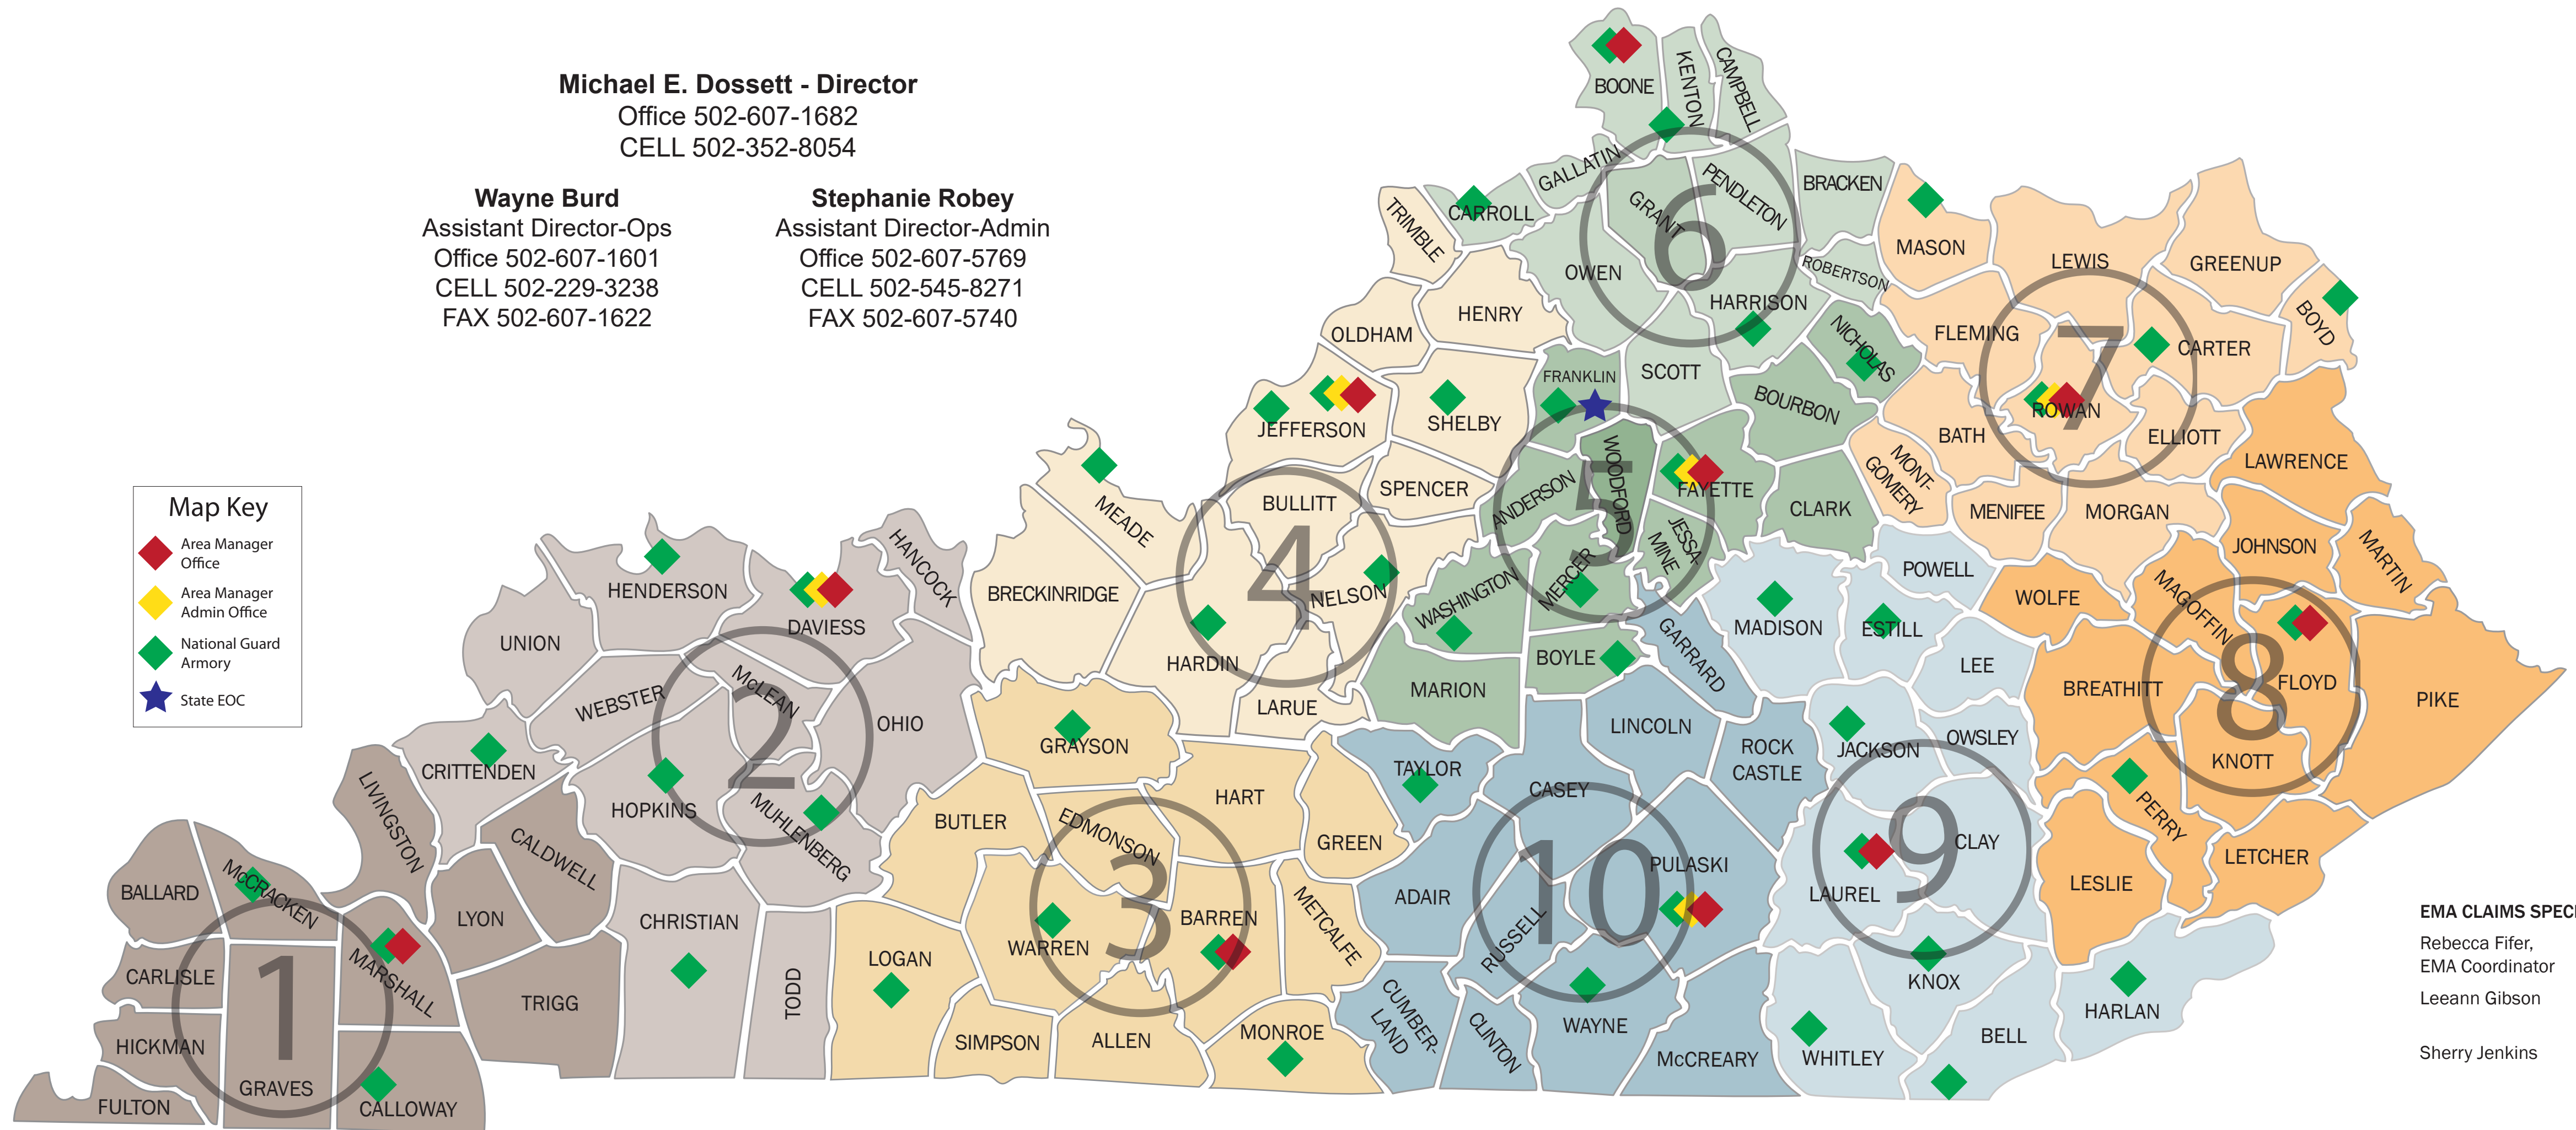 Michael E. Dossett - Director
Office 502-607-1682
CELL 502-352-8054
Wayne Burd
Assistant Director-Ops
Office 502-607-1601
CELL 502-229-3238
FAX 502-607-1622
Stephanie Robey
Assistant Director-Admin
Office 502-607-5769
CELL 502-545-8271
FAX 502-607-5740
Map Key
Area Manager
Office
Area Manager
Admin Office
National Guard
Armory
State EOC
1
BALLARD
McCRACKEN
LIVINGSTON
CALDWELL
LYON
MARSHALL
CARLISLE
HICKMAN
FULTON
GRAVES
CALLOWAY
TRIGG
2
HENDERSON
UNION
DAVIESS
HANCOCK
WEBSTER
McLEAN
OHIO
CRITTENDEN
HOPKINS
MUHLENBERG
CHRISTIAN
TODD
3
GRAYSON
BUTLER
EDMONSON
HART
GREEN
WARREN
BARREN
METCALFE
LOGAN
SIMPSON
ALLEN
MONROE
4
TRIMBLE
HENRY
OLDHAM
JEFFERSON
SHELBY
SPENCER
BULLITT
MEADE
BRECKINRIDGE
NELSON
HARDIN
LARUE
5
FRANKLIN
NICHOLAS
BOURBON
WOODFORD
FAYETTE
ANDERSON
CLARK
JESSA-
MINE
MERCER
WASHINGTON
BOYLE
MARION
6
BOONE
KENTON
CAMPBELL
GALLATIN
CARROLL
GRANT
PENDLETON
BRACKEN
OWEN
ROBERTSON
HARRISON
SCOTT
7
MASON
LEWIS
GREENUP
BOYD
FLEMING
CARTER
ROWAN
BATH
ELLIOTT
MONT-
GOMERY
MENIFEE
MORGAN
8
LAWRENCE
JOHNSON
MARTIN
MAGOFFIN
WOLFE
BREATHITT
FLOYD
PIKE
KNOTT
PERRY
LETCHER
LESLIE
9
POWELL
MADISON
ESTILL
LEE
JACKSON
OWSLEY
CLAY
LAUREL
KNOX
WHITLEY
BELL
HARLAN
10
GARRARD
LINCOLN
ROCK
CASTLE
TAYLOR
CASEY
PULASKI
ADAIR
RUSSELL
CUMBER-
LAND
CLINTON
WAYNE
McCREARY
EMA CLAIMS SPEC
Rebecca Fifer,
EMA Coordinator
Leeann Gibson
Sherry Jenkins